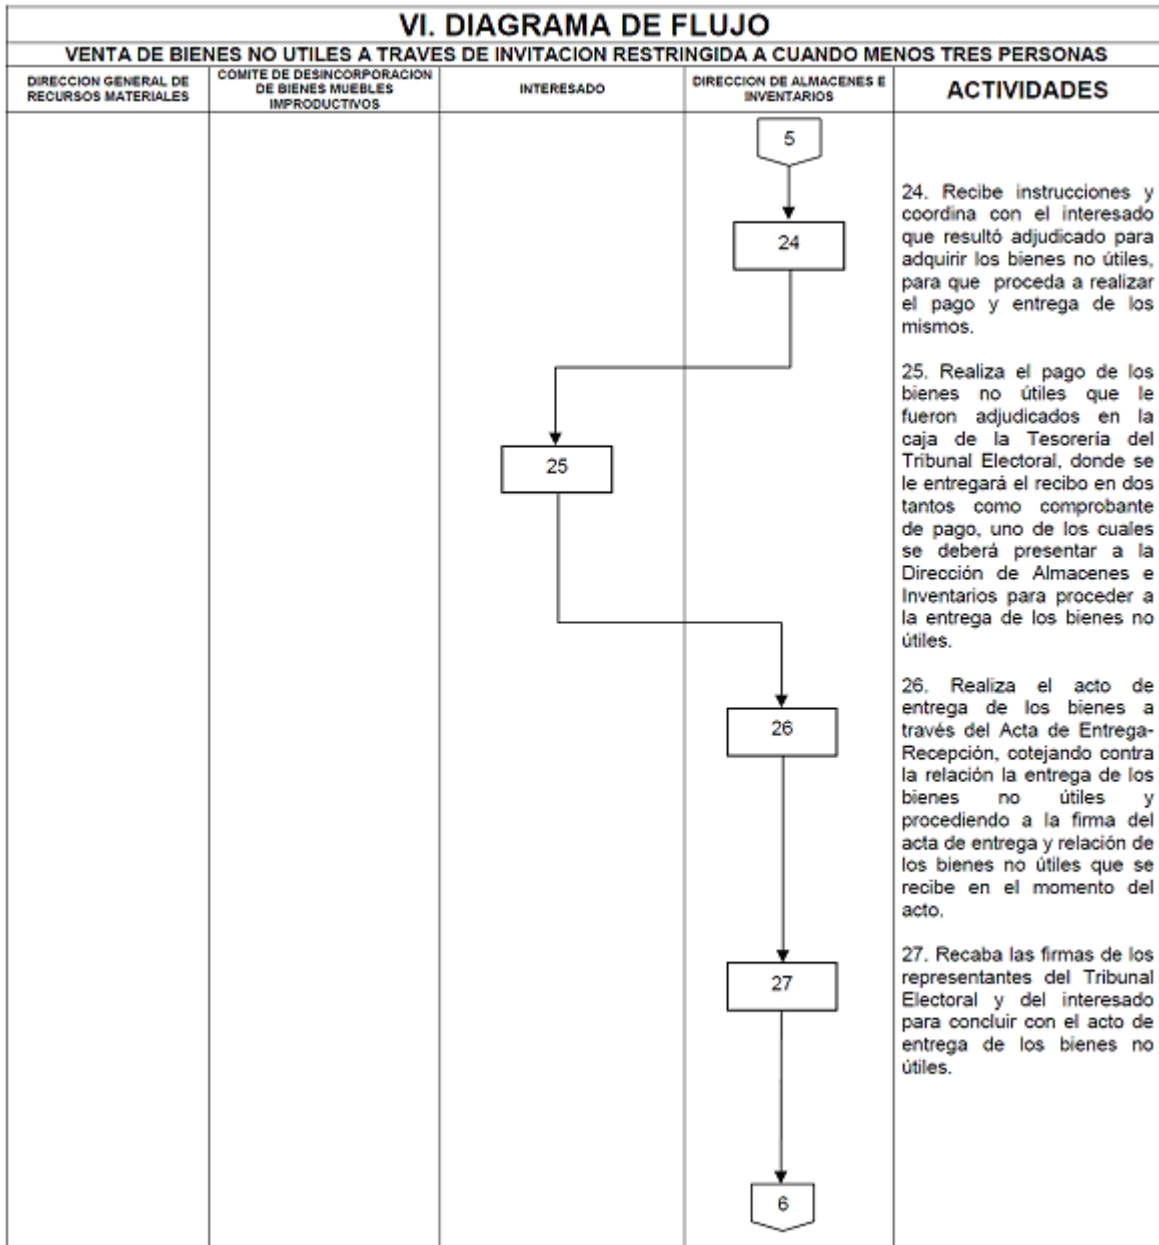 VI. DIAGRAMA DE FLUJO
VENTA DE BIENES NO UTILES A TRAVES DE INVITACION RESTRINGIDA A CUANDO MENOS TRES PERSONAS
DIRECCION GENERAL DE
RECURSOS MATERIALES
COMITE DE DESINCORPORACION
DE BIENES MUEBLES
IMPRODUCTIVOS
INTERESADO
DIRECCION DE ALMACENES E
INVENTARIOS
ACTIVIDADES
5
24
25
26
27
6
24. Recibe instrucciones y
coordina con el interesado
que resultó adjudicado para
adquirir los bienes no útiles,
para que proceda a realizar
el pago y entrega de los
mismos.
25. Realiza el pago de los
bienes no útiles que le
fueron adjudicados en la
caja de la Tesorería del
Tribunal Electoral, donde se
le entregará el recibo en dos
tantos como comprobante
de pago, uno de los cuales
se deberá presentar a la
Dirección de Almacenes e
Inventarios para proceder a
la entrega de los bienes no
útiles.
26. Realiza el acto de
entrega de los bienes a
través del Acta de Entrega-
Recepción, cotejando contra
la relación la entrega de los
bienes no útiles y
procediendo a la firma del
acta de entrega y relación de
los bienes no útiles que se
recibe en el momento del
acto.
27. Recaba las firmas de los
representantes del Tribunal
Electoral y del interesado
para concluir con el acto de
entrega de los bienes no
útiles.